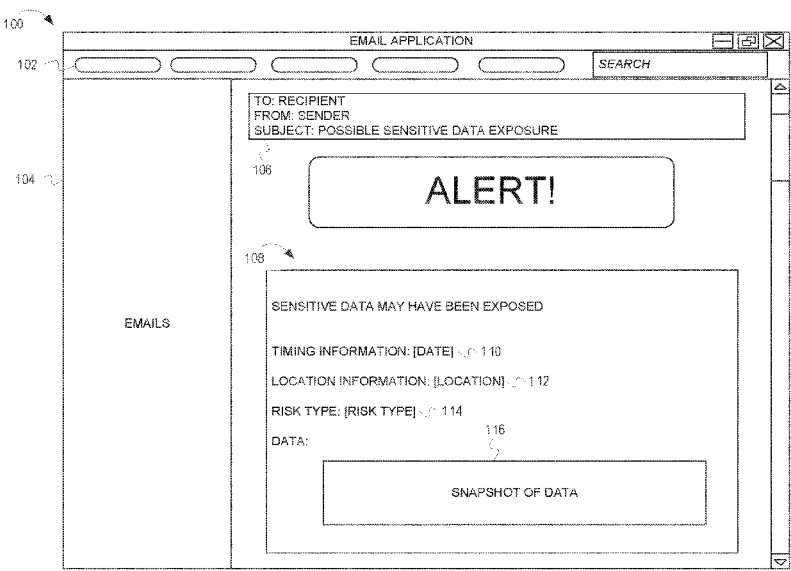 100
EMAIL APPLICATION
102
SEARCH
TO: RECIPIENT
FROM: SENDER
SUBJECT: POSSIBLE SENSITIVE DATA EXPOSURE
106
104
ALERT!
108
SENSITIVE DATA MAY HAVE BEEN EXPOSED
EMAILS
TIMING INFORMATION: [DATE] 110
LOCATION INFORMATION: [LOCATION] 112
RISK TYPE: [RISK TYPE] 114
DATA:
116
SNAPSHOT OF DATA